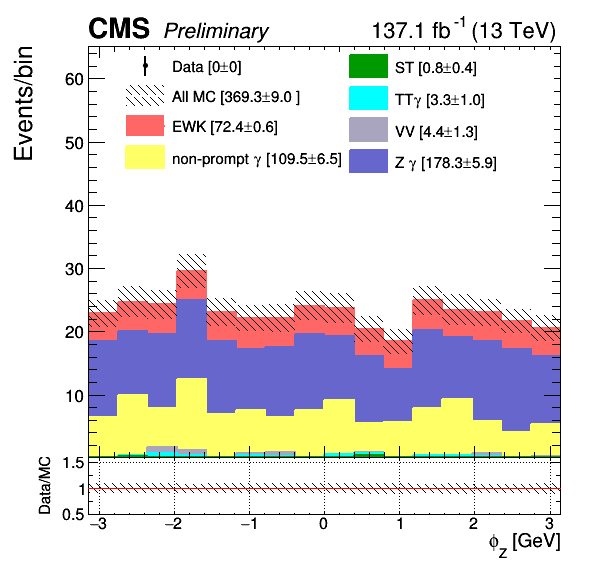 CMS Preliminary 137.1 fb⁻¹ (13 TeV)
Events/bin
Data [0±0]
All MC [369.3±9.0 ]
EWK [72.4±0.6]
non-prompt γ [109.5±6.5]
ST [0.8±0.4]
TTγ [3.3±1.0]
VV [4.4±1.3]
Z γ [178.3±5.9]
60
50
40
30
20
10
Data/MC
1.5
1
0.5
−3 −2 −1 0 1 2 3
ϕ_Z [GeV]